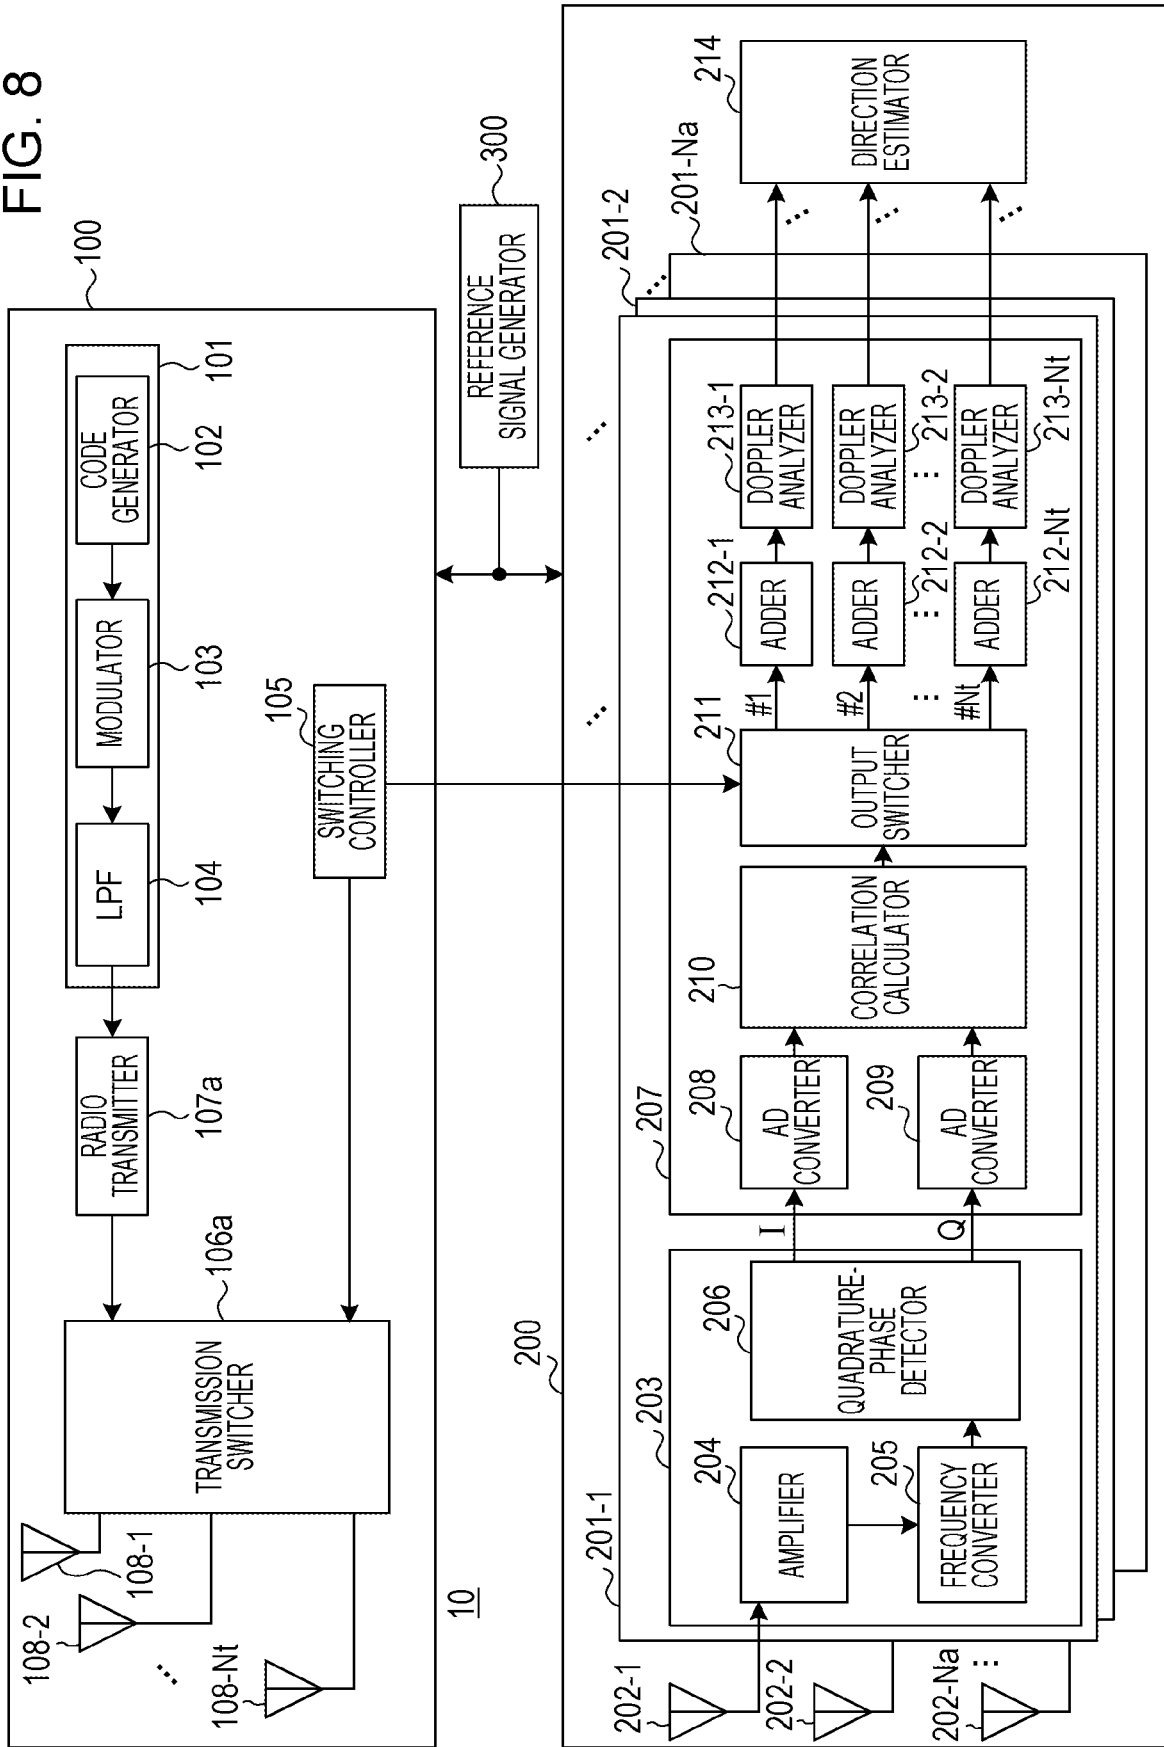 FIG. 8
100
101
CODE
GENERATOR
102
MODULATOR
103
LPF
104
RADIO
TRANSMITTER
107a
SWITCHING
CONTROLLER
105
TRANSMISSION
SWITCHER
106a
108-1
108-2
108-Nt
10
REFERENCE
SIGNAL GENERATOR
300
200
201-1
201-2
201-Na
202-1
202-2
202-Na
203
AMPLIFIER
204
FREQUENCY
CONVERTER
205
QUADRATURE-
PHASE
DETECTOR
206
I
Q
207
AD
CONVERTER
208
AD
CONVERTER
209
CORRELATION
CALCULATOR
210
OUTPUT
SWITCHER
211
#1
#2
#Nt
ADDER
212-1
ADDER
212-2
ADDER
212-Nt
DOPPLER
ANALYZER
213-1
DOPPLER
ANALYZER
213-2
DOPPLER
ANALYZER
213-Nt
DIRECTION
ESTIMATOR
214